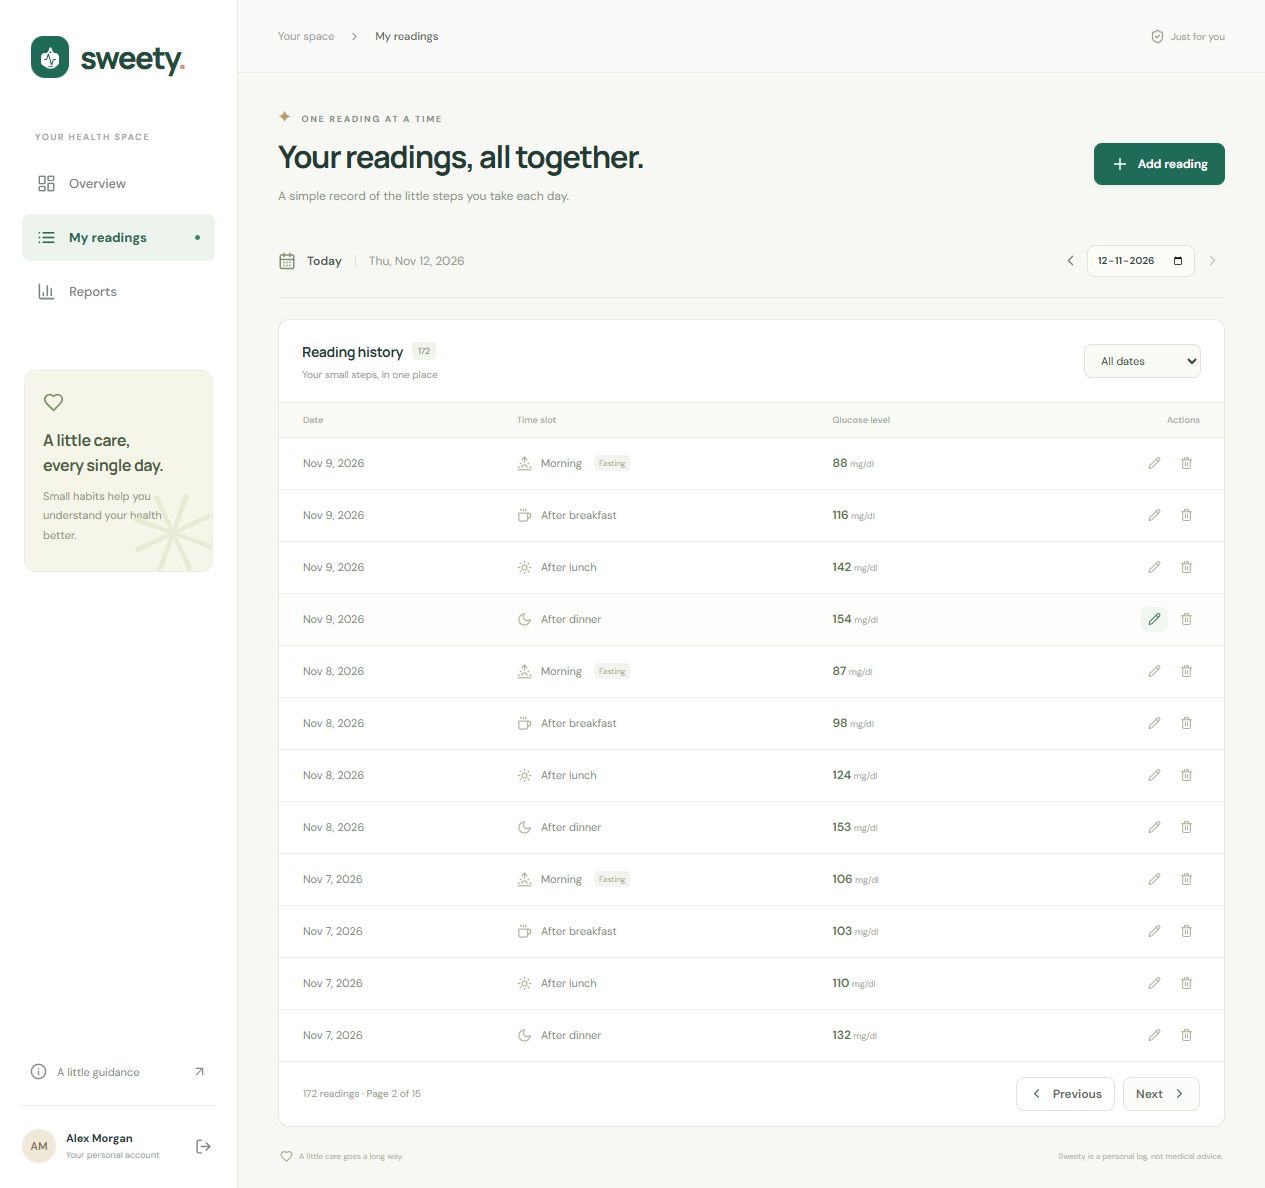 sweety.
YOUR HEALTH SPACE
Overview
My readings
Reports
A little care,
every single day.
Small habits help you
understand your health
better.
A little guidance
AM
Alex Morgan
Your personal account
Your space
My readings
Just for you
ONE READING AT A TIME
Your readings, all together.
A simple record of the little steps you take each day.
Add reading
Today
Thu, Nov 12, 2026
12-11-2026
Reading history 172
Your small steps, in one place
All dates
Date Time slot Glucose level Actions
Nov 9, 2026 Morning Fasting 88 mg/dl
Nov 9, 2026 After breakfast 116 mg/dl
Nov 9, 2026 After lunch 142 mg/dl
Nov 9, 2026 After dinner 154 mg/dl
Nov 8, 2026 Morning Fasting 87 mg/dl
Nov 8, 2026 After breakfast 98 mg/dl
Nov 8, 2026 After lunch 124 mg/dl
Nov 8, 2026 After dinner 153 mg/dl
Nov 7, 2026 Morning Fasting 106 mg/dl
Nov 7, 2026 After breakfast 103 mg/dl
Nov 7, 2026 After lunch 110 mg/dl
Nov 7, 2026 After dinner 132 mg/dl
172 readings · Page 2 of 15
Previous
Next
A little care goes a long way.
Sweety is a personal log, not medical advice.